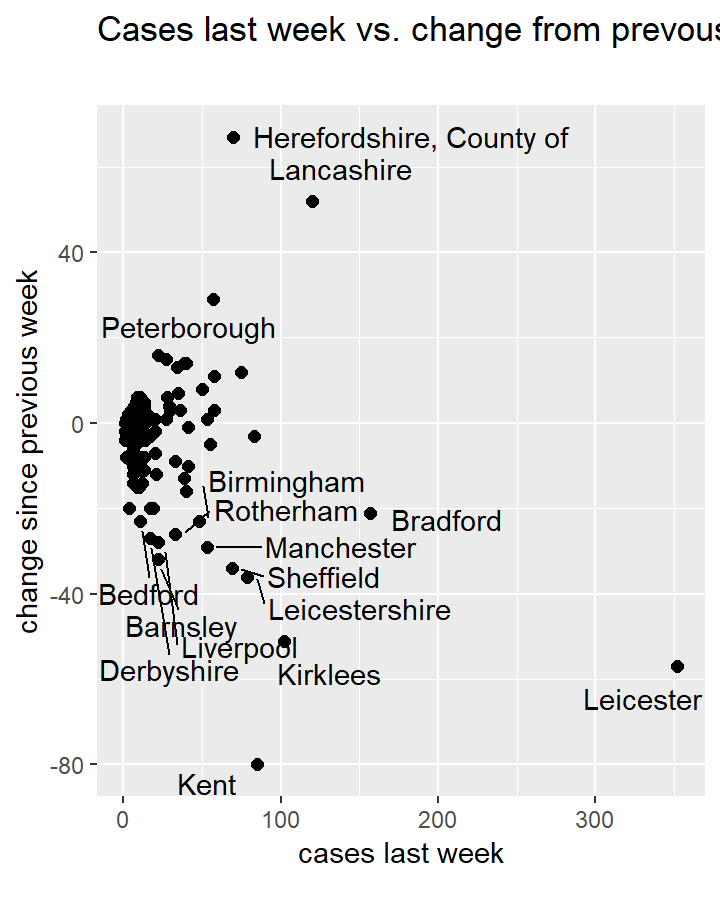 Cases last week vs. change from prevous
Herefordshire, County of
Lancashire
40
Peterborough
0
Birmingham
Rotherham
Bradford
Manchester
Sheffield
-40
Bedford
Leicestershire
Barnsley
Liverpool
Derbyshire
Kirklees
Leicester
-80
Kent
0
100
200
300
cases last week
change since previous week